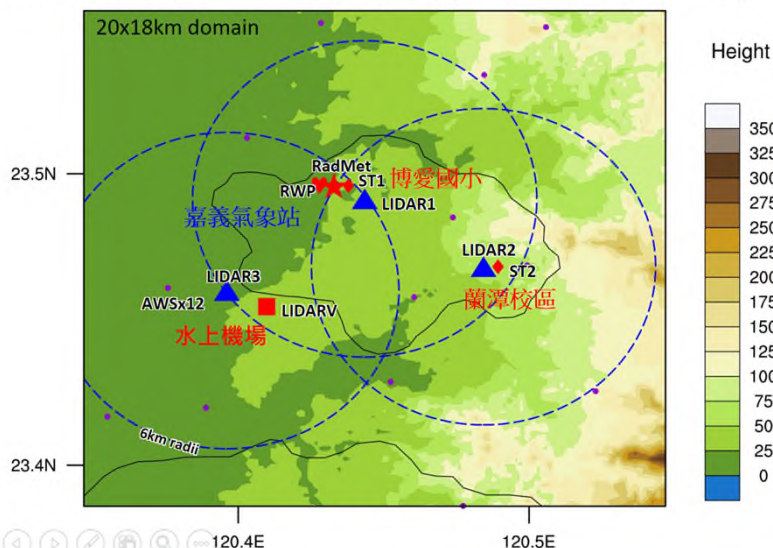 20x18km domain
Height
RadMet
ST1
博愛國小
RWP
LIDAR1
嘉義氣象站
LIDAR2
ST2
蘭潭校區
LIDAR3
AWSx12
LIDARV
水上機場
6km radii
23.5N
23.4N
120.4E
120.5E
350
325
300
275
250
225
200
175
150
125
100
75
50
25
0